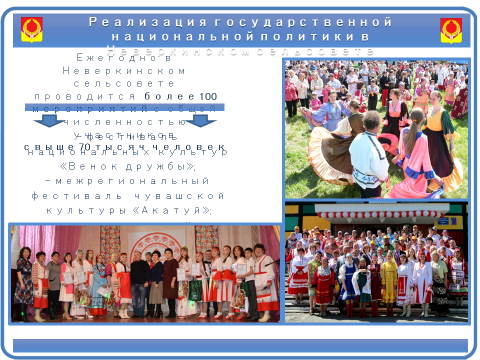 Реализация государственной
национальной политики в
Неверкинском сельсовете
Ежегодно в
Неверкинском
сельсовете
проводится более 100
мероприятий с общей
численностью
участников
свыше 70 тысяч человек
- фестиваль
национальных культур
«Венок дружбы»;
-межрегиональный
фестиваль чувашской
культуры «Акатуй»;